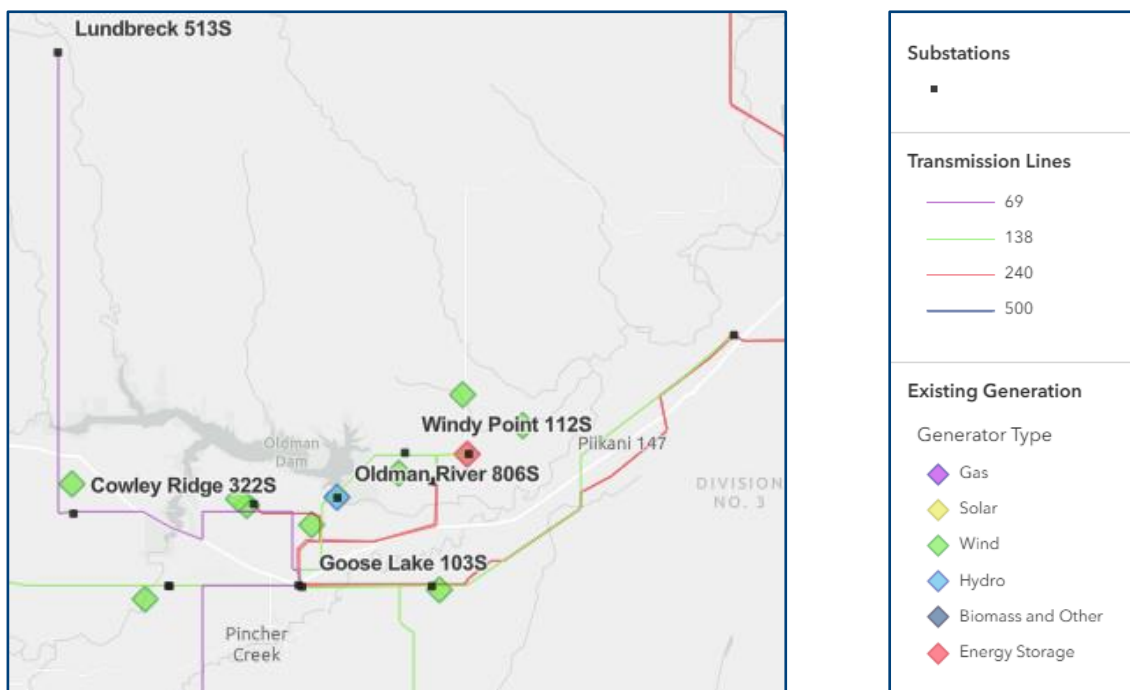 Lundbreck 513S
Windy Point 112S
Oldman
Dam
Piikani 147
Oldman River 806S
Cowley Ridge 322S
DIVISION
NO. 3
Goose Lake 103S
Pincher
Creek
Substations
Transmission Lines
69
138
240
500
Existing Generation
Generator Type
Gas
Solar
Wind
Hydro
Biomass and Other
Energy Storage